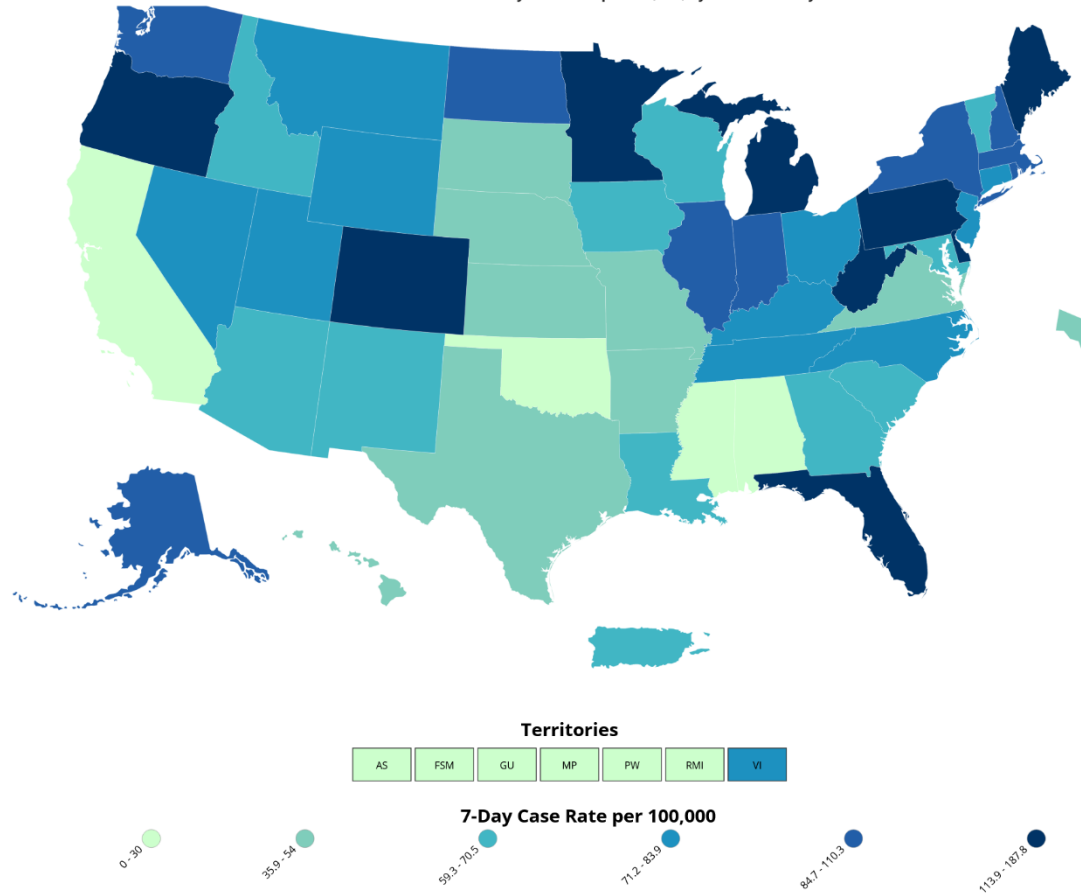 Territories
AS FSM GU MP PW RMI VI
7-Day Case Rate per 100,000
0 - 30
35.9 - 54
59.3 - 70.5
71.2 - 83.9
84.7 - 110.3
113.9 - 187.8